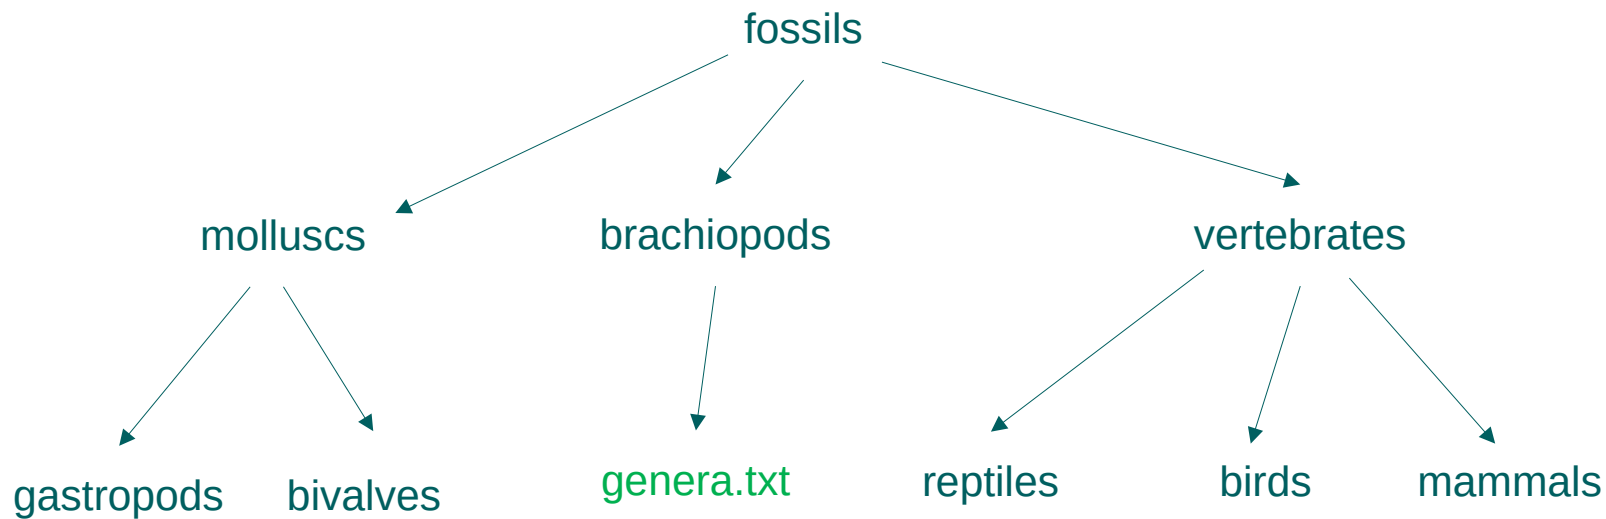 fossils
molluscs
brachiopods
vertebrates
gastropods
bivalves
genera.txt
reptiles
birds
mammals